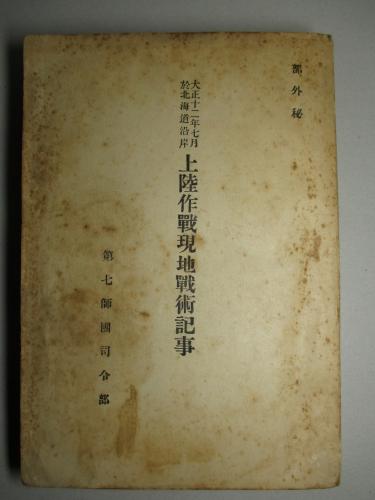 部外秘
大正十二年七月
於北海道沿岸
上陸作戰現地戰術記事
第七師團司令部